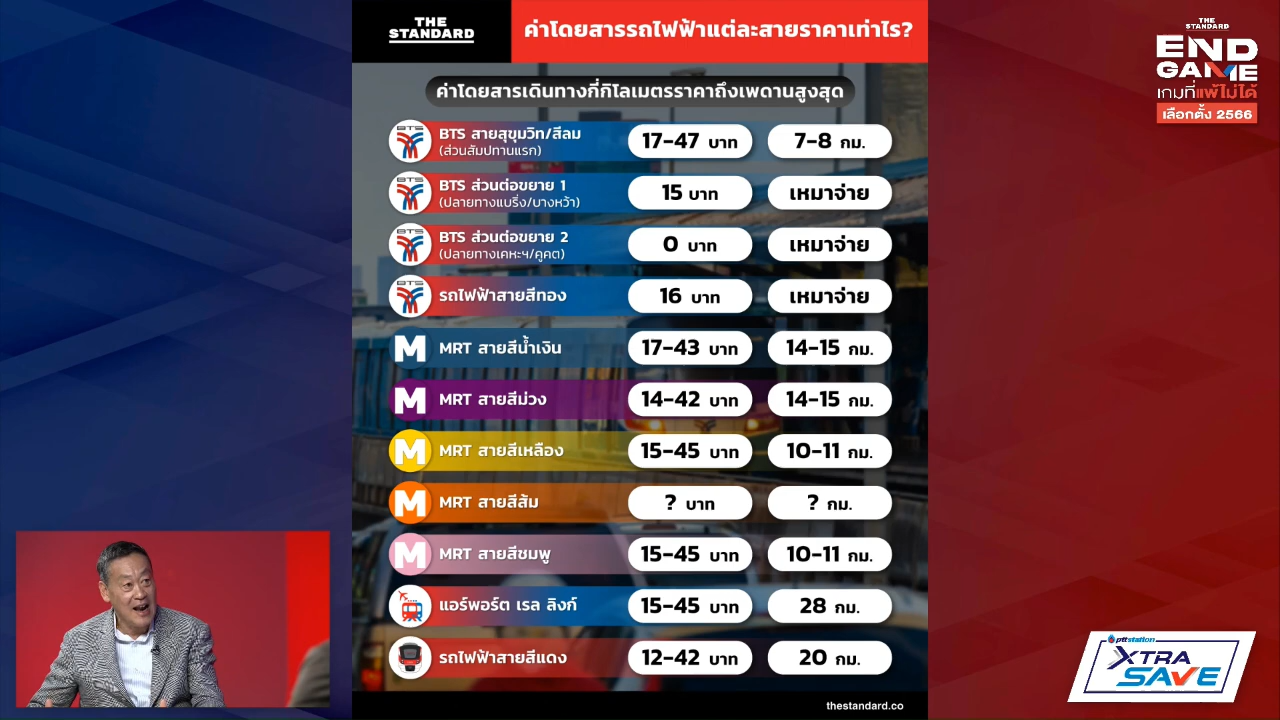 THE
STANDARD
ค่าโดยสารรถไฟฟ้าแต่ละสายราคาเท่าไร?
ค่าโดยสารเดินทางกี่กิโลเมตรราคาถึงเพดานสูงสุด
BTS
BTS สายสุขุมวิท/สีลม
(ส่วนสัมปทานแรก)
17-47 บาท
7-8 กม.
BTS
BTS ส่วนต่อขยาย 1
(ปลายทางแบริ่ง/บางหว้า)
15 บาท
เหมาจ่าย
BTS
BTS ส่วนต่อขยาย 2
(ปลายทางเคหะฯ/คูคต)
0 บาท
เหมาจ่าย
BTS
รถไฟฟ้าสายสีทอง
16 บาท
เหมาจ่าย
M
MRT สายสีน้ำเงิน
17-43 บาท
14-15 กม.
M
MRT สายสีม่วง
14-42 บาท
14-15 กม.
M
MRT สายสีเหลือง
15-45 บาท
10-11 กม.
M
MRT สายสีส้ม
? บาท
? กม.
M
MRT สายสีชมพู
15-45 บาท
10-11 กม.
แอร์พอร์ต เรล ลิงก์
15-45 บาท
28 กม.
รถไฟฟ้าสายสีแดง
12-42 บาท
20 กม.
thestandard.co
THE
STANDARD
END
GAME
เกมที่แพ้ไม่ได้
เลือกตั้ง 2566
pttstation
XTRA
SAVE